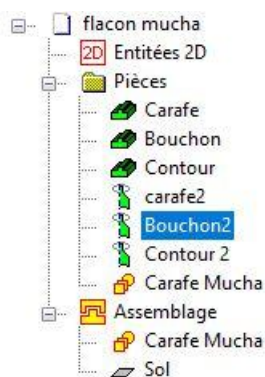 flacon mucha
2D Entitées 2D
Pièces
Carafe
Bouchon
Contour
carafe2
Bouchon2
Contour 2
Carafe Mucha
Assemblage
Carafe Mucha
Sol